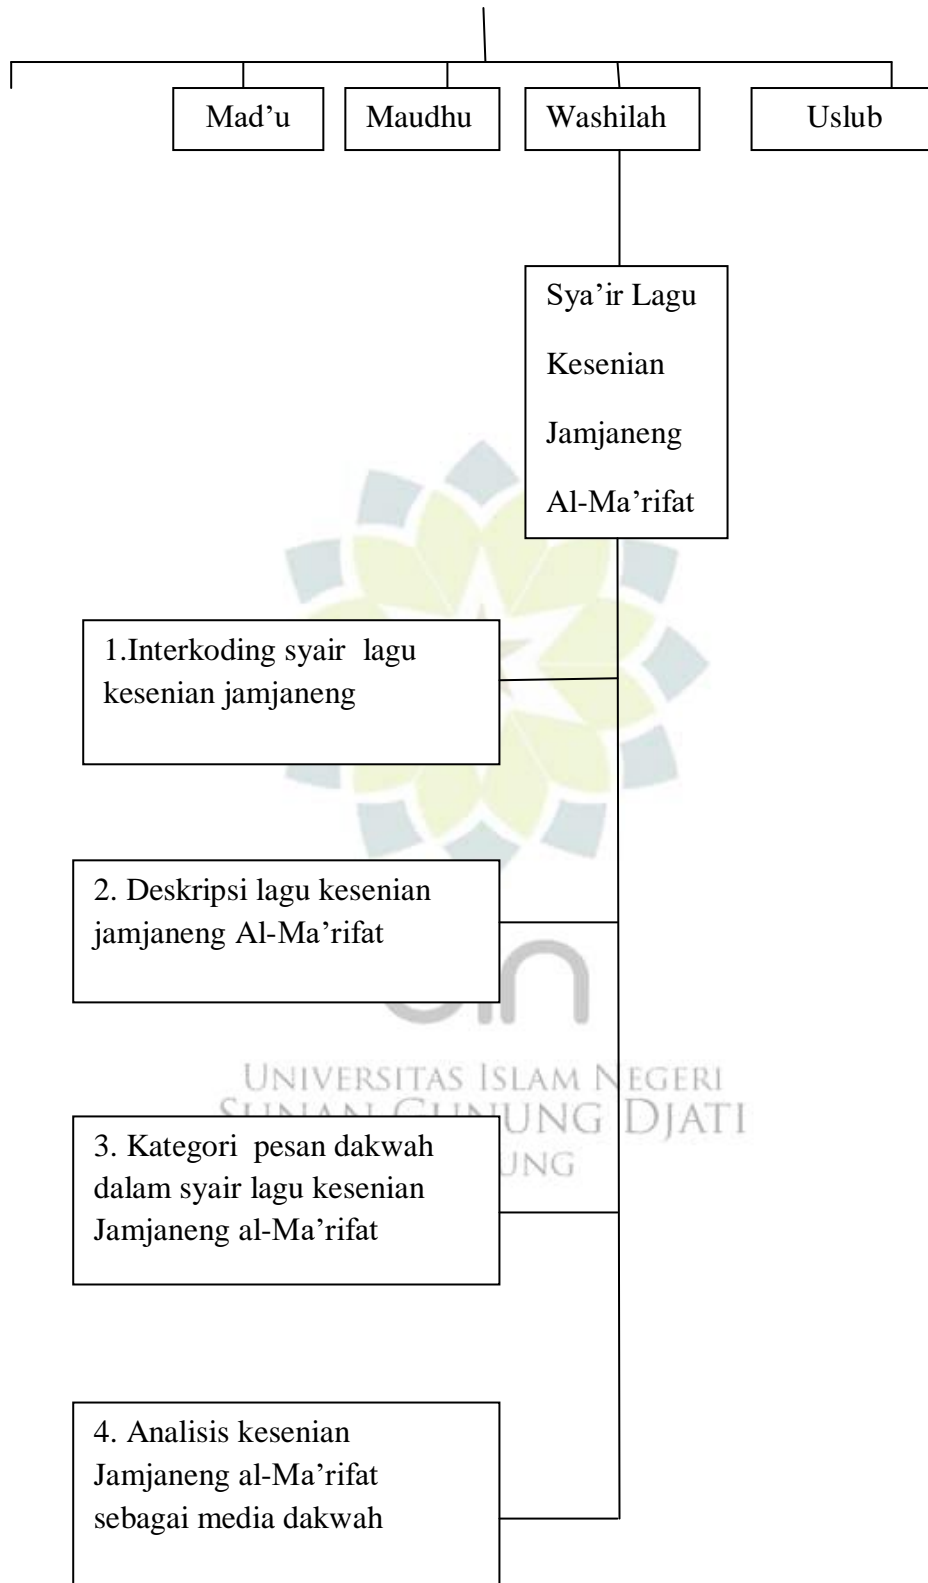 Mad’u
Maudhu
Washilah
Uslub
Sya’ir Lagu
Kesenian
Jamjaneng
Al-Ma’rifat
1.Interkoding syair lagu
kesenian jamjaneng
2. Deskripsi lagu kesenian
jamjaneng Al-Ma’rifat
uin
UNIVERSITAS ISLAM NEGERI
SUNAN GUNUNG DJATI
3. Kategori pesan dakwah
dalam syair lagu kesenian
Jamjaneng al-Ma’rifat
4. Analisis kesenian
Jamjaneng al-Ma’rifat
sebagai media dakwah